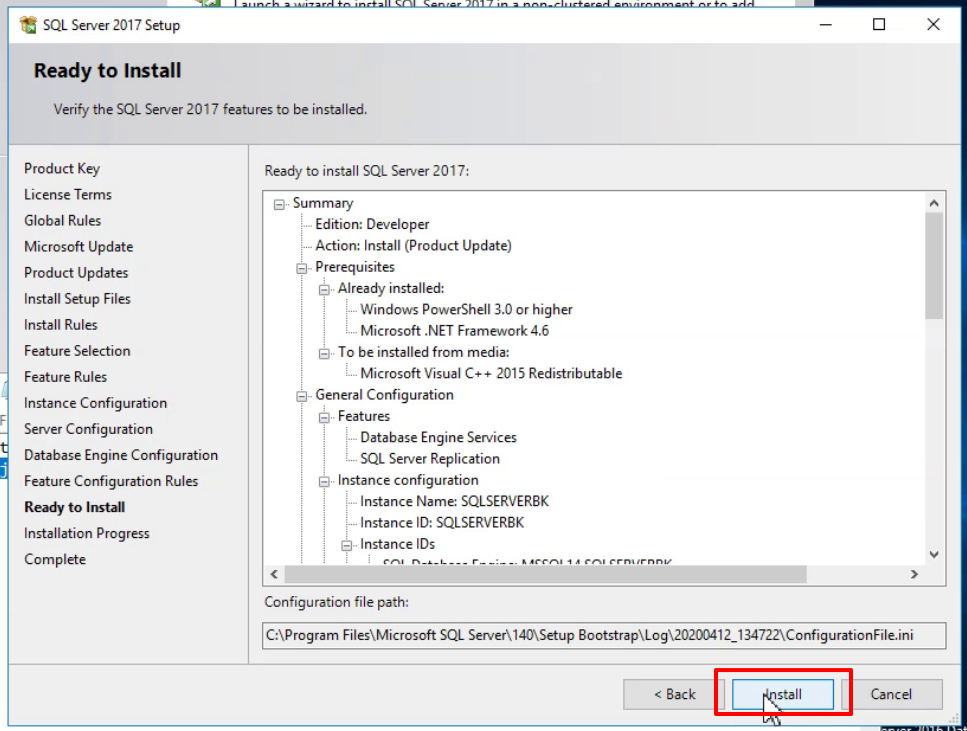 Launch a wizard to install SQL Server 2017 in a non-clustered environment or to add
SQL Server 2017 Setup
Ready to Install
Verify the SQL Server 2017 features to be installed.
Product Key
License Terms
Global Rules
Microsoft Update
Product Updates
Install Setup Files
Install Rules
Feature Selection
Feature Rules
Instance Configuration
Server Configuration
Database Engine Configuration
Feature Configuration Rules
Ready to Install
Installation Progress
Complete
Ready to install SQL Server 2017:
Summary
Edition: Developer
Action: Install (Product Update)
Prerequisites
Already installed:
Windows PowerShell 3.0 or higher
Microsoft .NET Framework 4.6
To be installed from media:
Microsoft Visual C++ 2015 Redistributable
General Configuration
Features
Database Engine Services
SQL Server Replication
Instance configuration
Instance Name: SQLSERVERBK
Instance ID: SQLSERVERBK
Instance IDs
SQL Database Engine: MSSQL14.SQLSERVERBK
Configuration file path:
C:\Program Files\Microsoft SQL Server\140\Setup Bootstrap\Log\20200412_134722\ConfigurationFile.ini
< Back
Install
Cancel